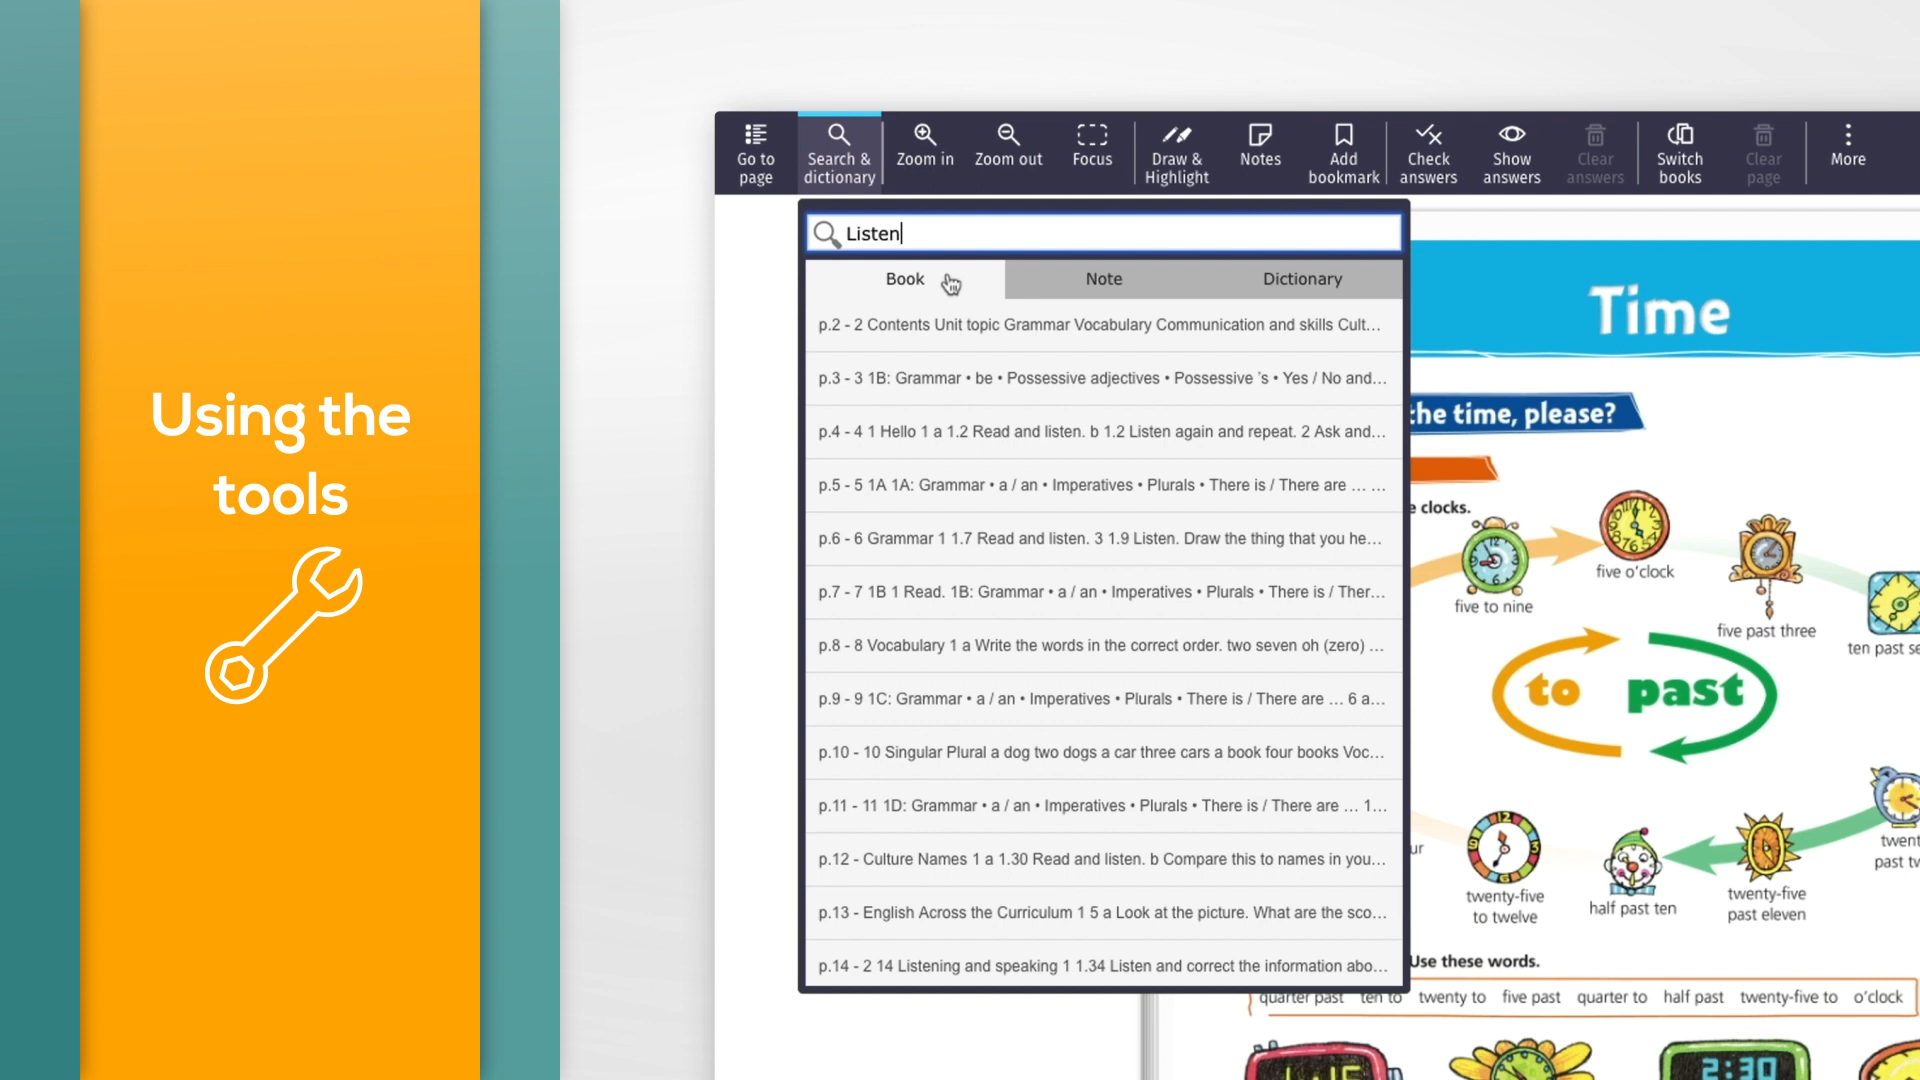 Using the
tools
Go to
page
Search &
dictionary
Zoom in
Zoom out
Focus
Draw &
Highlight
Notes
Add
bookmark
Check
answers
Show
answers
Clear
answers
Switch
books
Clear
page
More
Listen
Book
Note
Dictionary
p.2 - 2 Contents Unit topic Grammar Vocabulary Communication and skills Cult...
p.3 - 3 1B: Grammar • be • Possessive adjectives • Possessive 's • Yes / No and...
p.4 - 4 1 Hello 1 a 1.2 Read and listen. b 1.2 Listen again and repeat. 2 Ask and...
p.5 - 5 1A 1A: Grammar • a / an • Imperatives • Plurals • There is / There are ... ...
p.6 - 6 Grammar 1 1.7 Read and listen. 3 1.9 Listen. Draw the thing that you he...
p.7 - 7 1B 1 Read. 1B: Grammar • a / an • Imperatives • Plurals • There is / Ther...
p.8 - 8 Vocabulary 1 a Write the words in the correct order. two seven oh (zero) ...
p.9 - 9 1C: Grammar • a / an • Imperatives • Plurals • There is / There are ... 6 a...
p.10 - 10 Singular Plural a dog two dogs a car three cars a book four books Voc...
p.11 - 11 1D: Grammar • a / an • Imperatives • Plurals • There is / There are ... 1...
p.12 - Culture Names 1 a 1.30 Read and listen. b Compare this to names in you...
p.13 - English Across the Curriculum 1 5 a Look at the picture. What are the sco...
p.14 - 2 14 Listening and speaking 1 1.34 Listen and correct the information abo...
Time
the time, please?
clocks.
five to nine
five o'clock
five past three
ten past se
to past
twenty-five
to twelve
half past ten
twenty-five
past eleven
twent
past tw
Use these words.
quarter past ten to twenty to five past quarter to half past twenty-five to o'clock
2:30